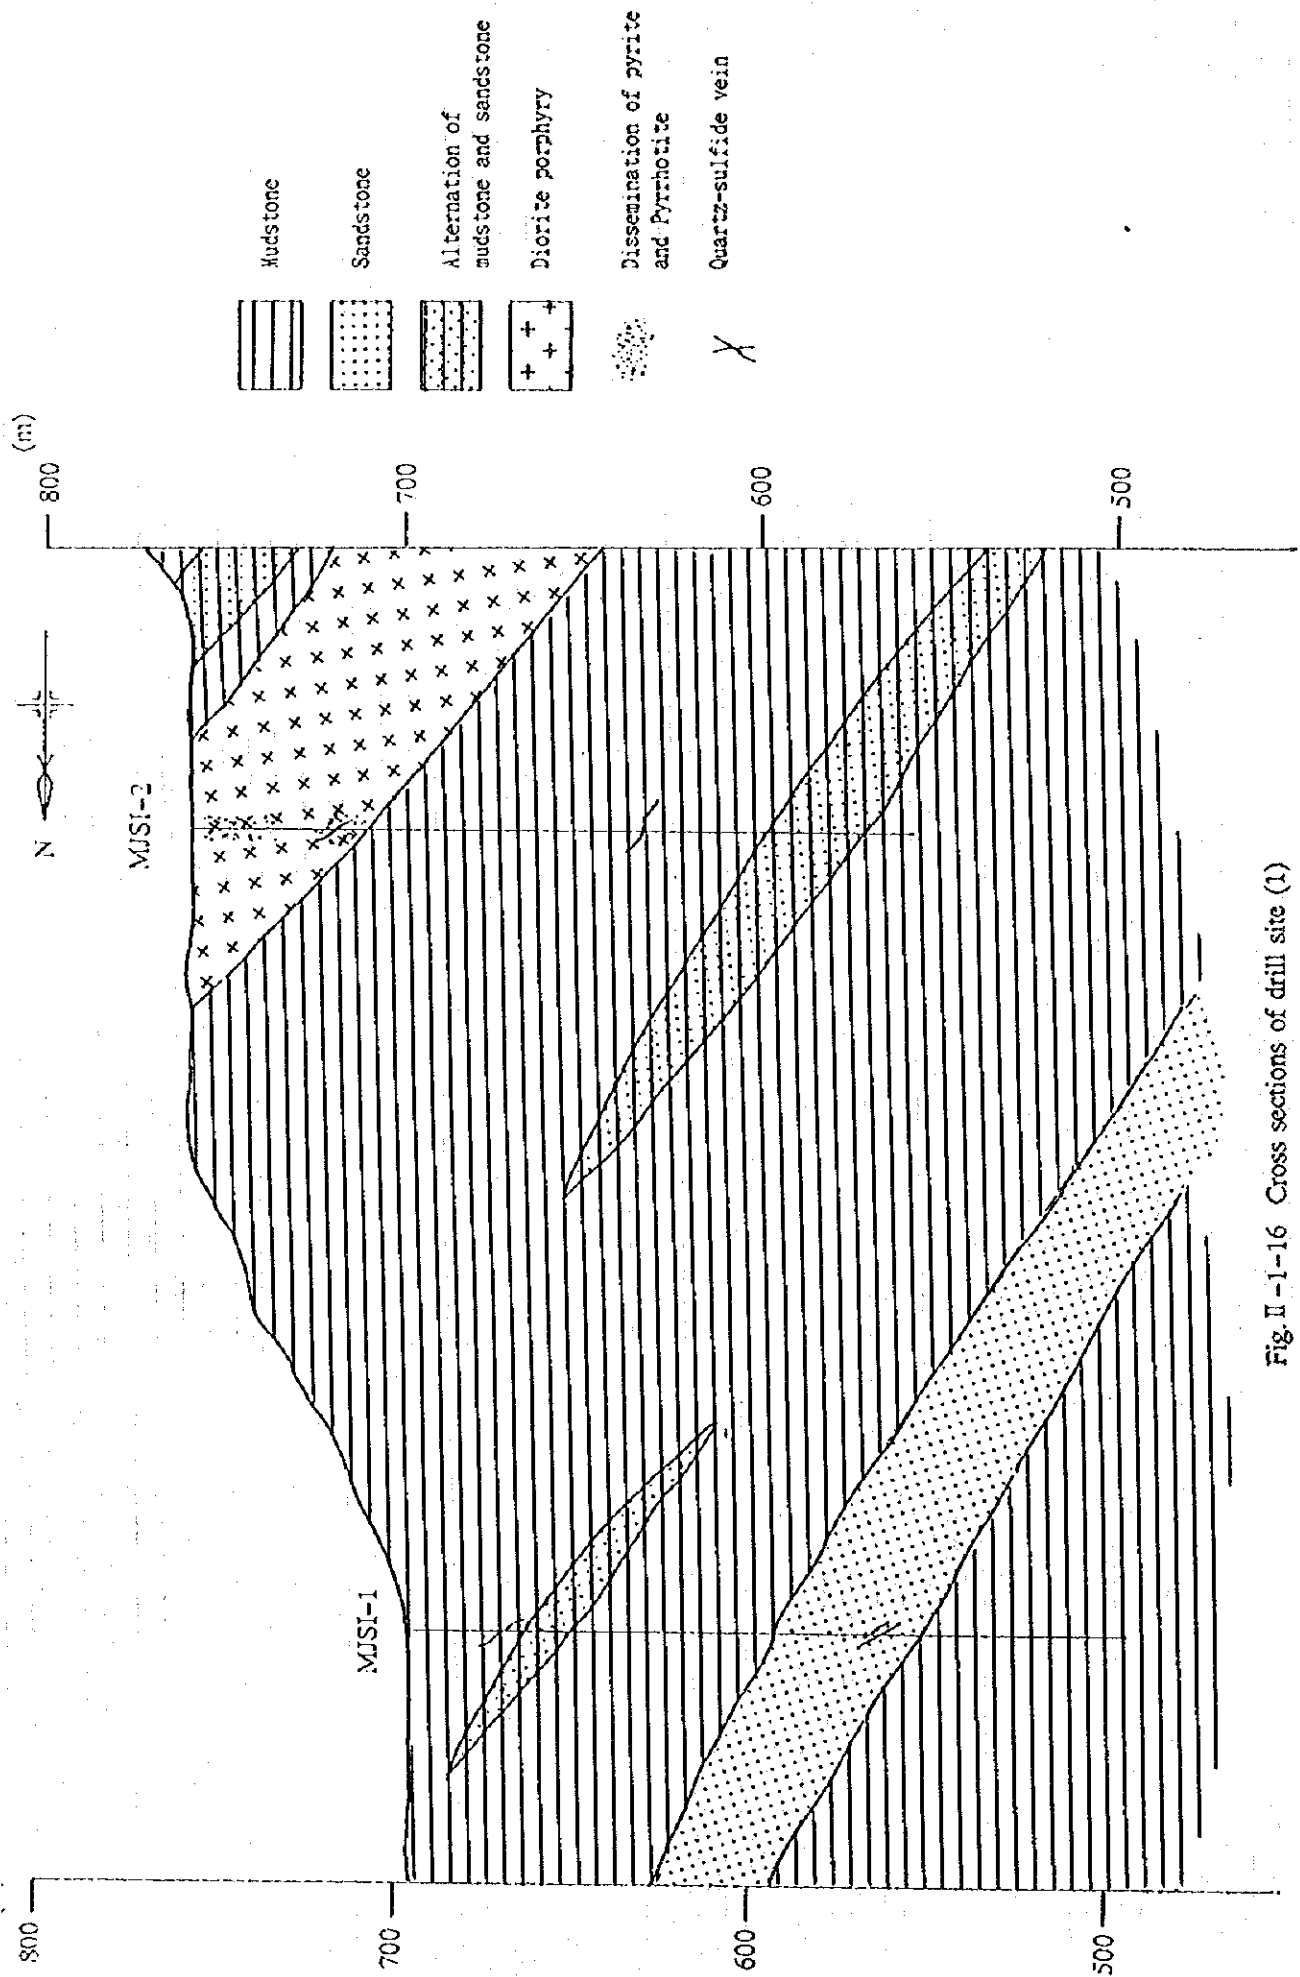 (m)
800
700
600
500
800
700
600
500
N
MJSI-1
MJSI-2
Mudstone
Sandstone
Alternation of
mudstone and sandstone
Diorite porphyry
Dissemination of pyrite
and Pyrrhotite
Quartz-sulfide vein
Fig. II-1-16 Cross sections of drill site (1)